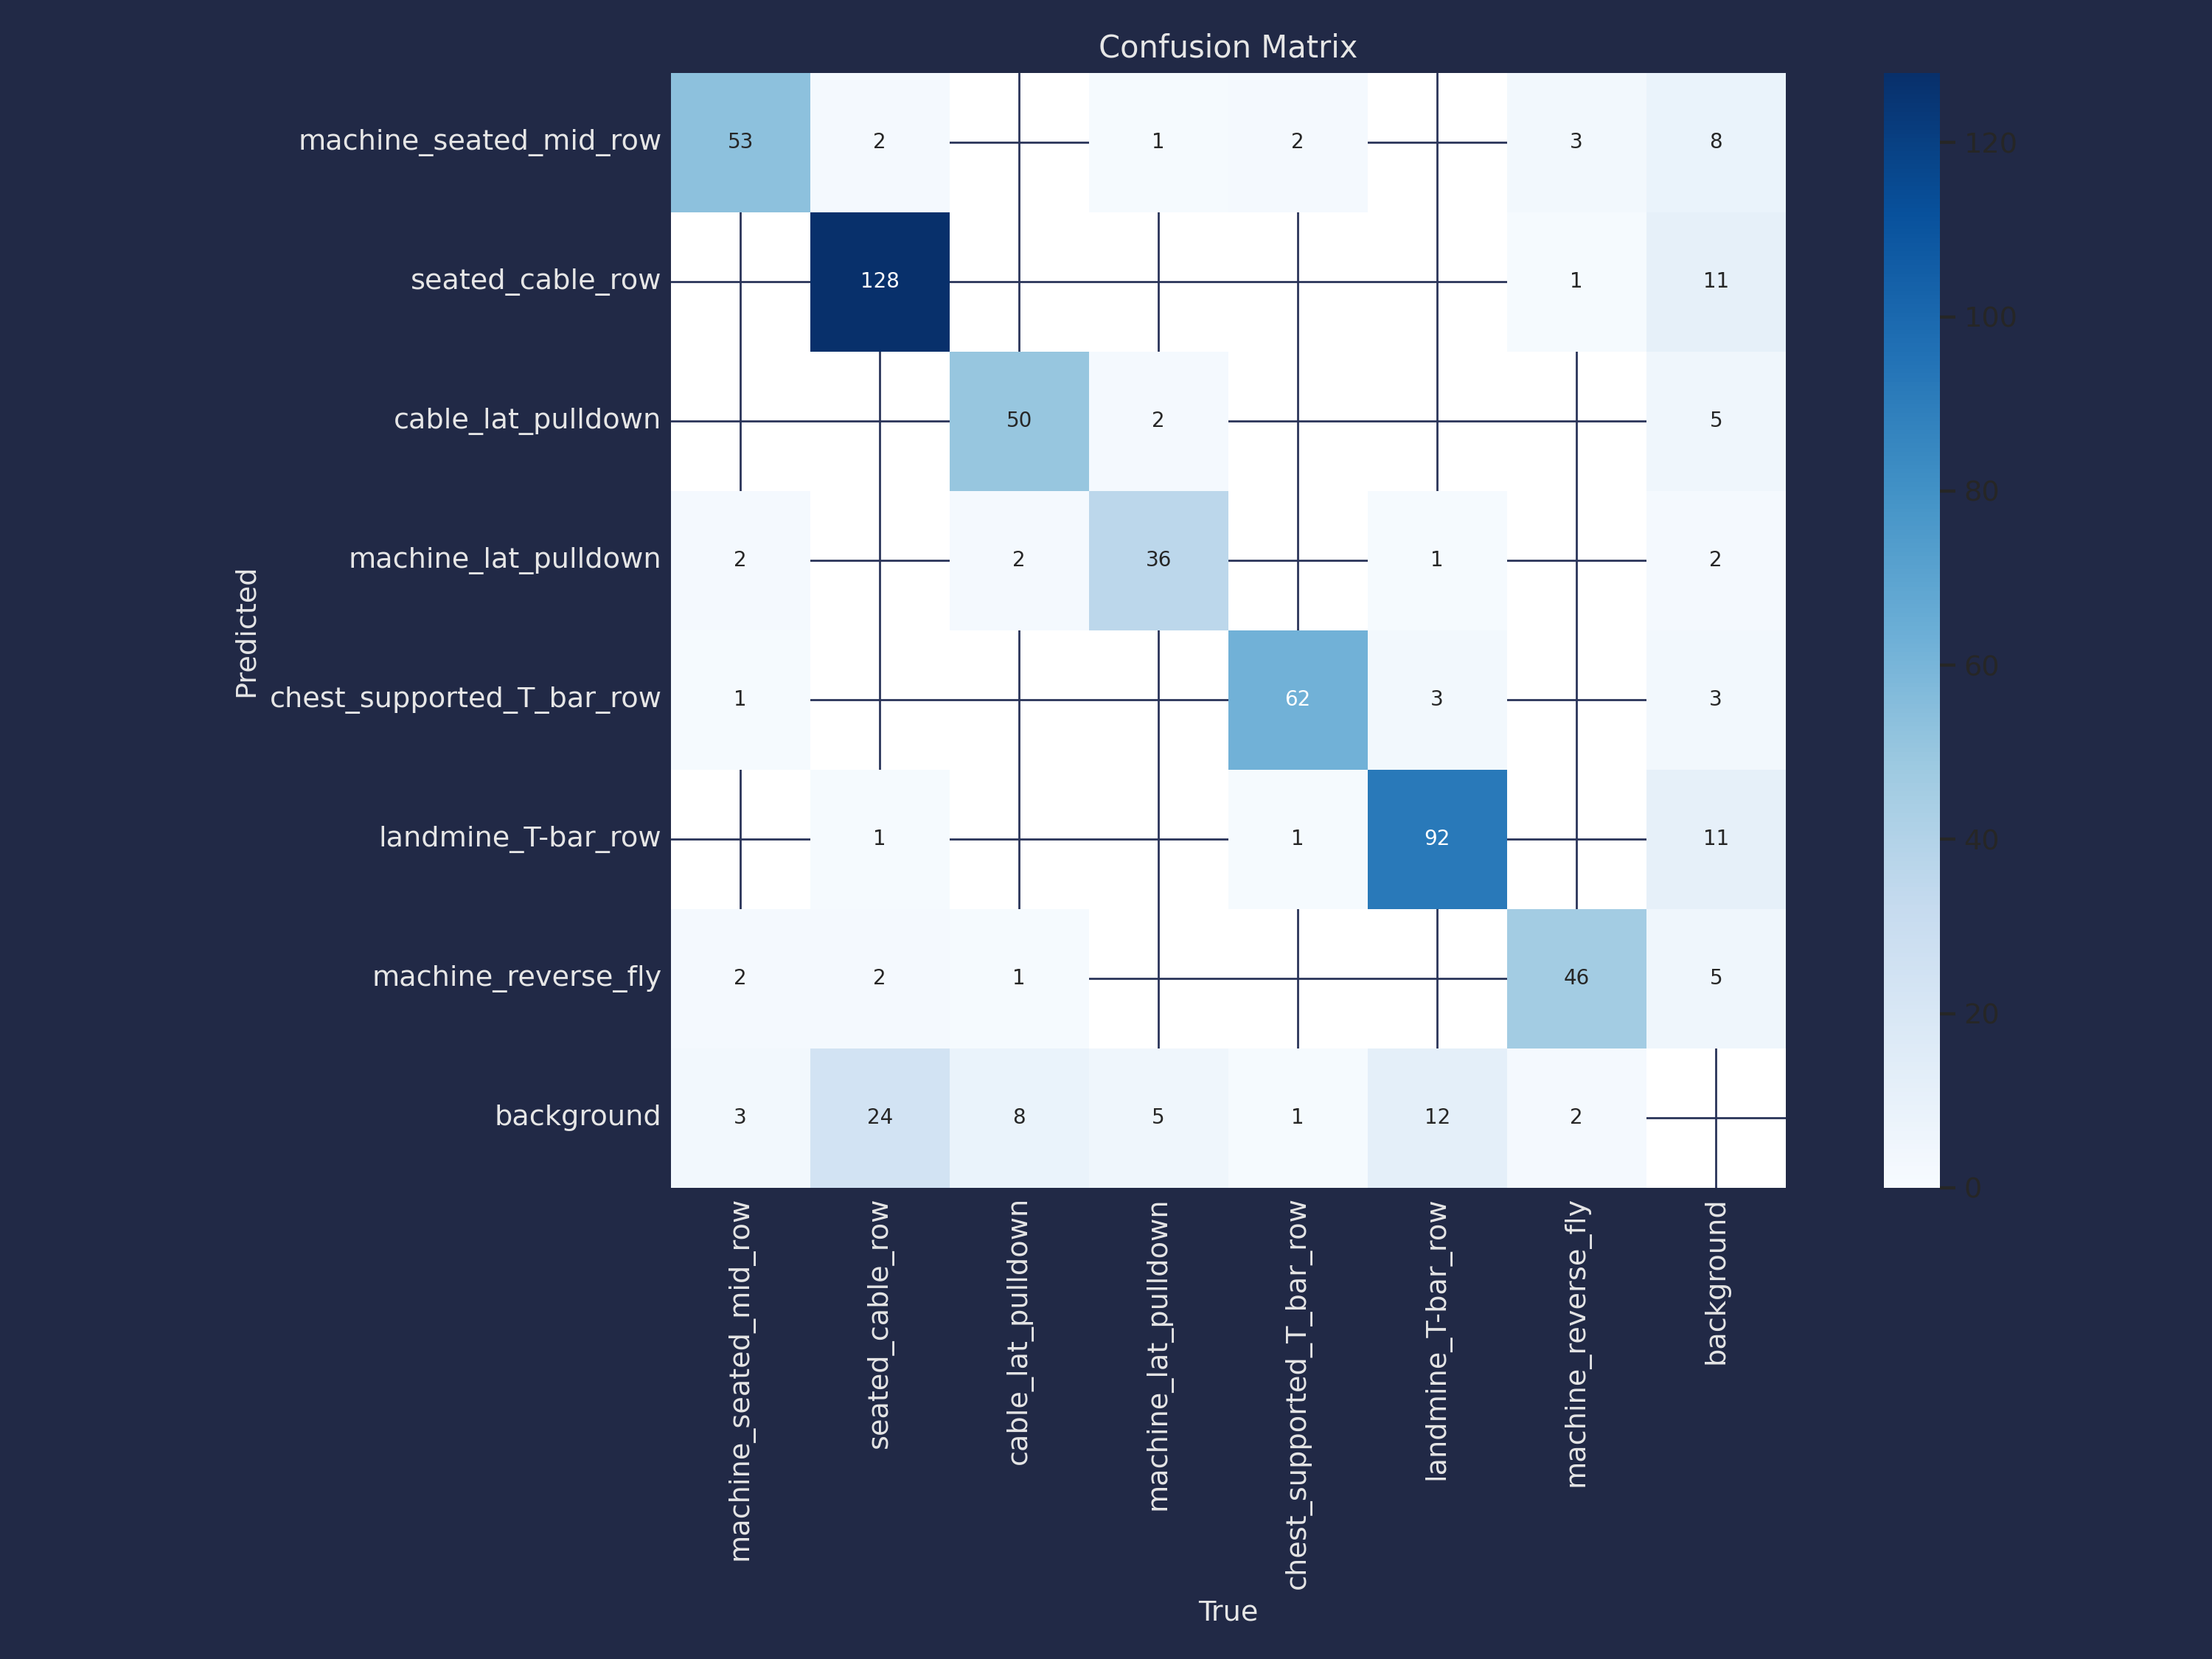 Confusion Matrix
machine_seated_mid_row 53 2 1 2 3 8
seated_cable_row 128 1 11
cable_lat_pulldown 50 2 5
machine_lat_pulldown 2 2 36 1 2
chest_supported_T_bar_row 1 62 3 3
landmine_T-bar_row 1 1 92 11
machine_reverse_fly 2 2 1 46 5
background 3 24 8 5 1 12 2
Predicted
machine_seated_mid_row
seated_cable_row
cable_lat_pulldown
machine_lat_pulldown
chest_supported_T_bar_row
landmine_T-bar_row
machine_reverse_fly
background
True
120
100
80
60
40
20
0